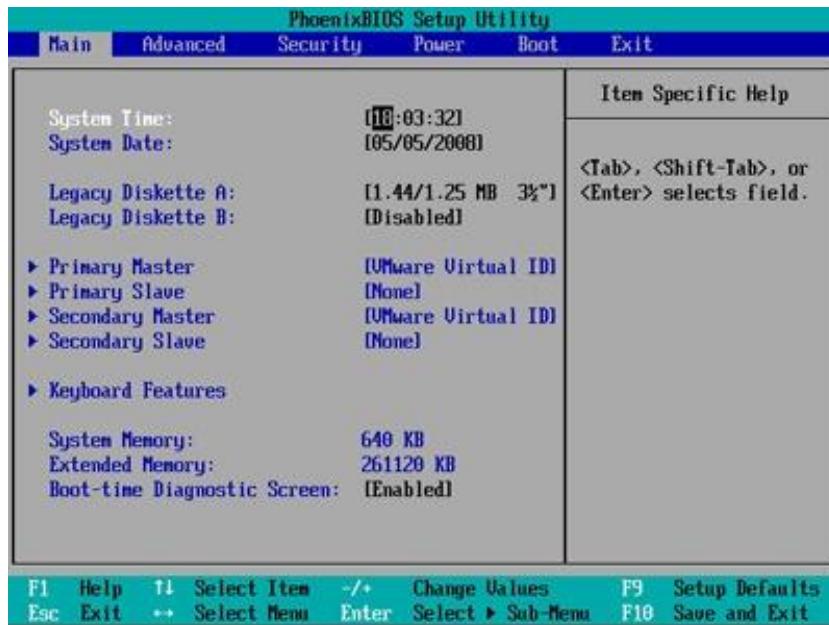 PhoenixBIOS Setup Utility
Main Advanced Security Power Boot Exit
Item Specific Help
System Time: [18:03:32]
System Date: [05/05/2008]
<Tab>, <Shift-Tab>, or
<Enter> selects field.
Legacy Diskette A: [1.44/1.25 MB 3½"]
Legacy Diskette B: [Disabled]
▶ Primary Master [VMware Virtual ID]
▶ Primary Slave [None]
▶ Secondary Master [VMware Virtual ID]
▶ Secondary Slave [None]
▶ Keyboard Features
System Memory: 640 KB
Extended Memory: 261120 KB
Boot-time Diagnostic Screen: [Enabled]
F1 Help ↑↓ Select Item -/+ Change Values F9 Setup Defaults
Esc Exit ↔ Select Menu Enter Select ▶ Sub-Menu F10 Save and Exit